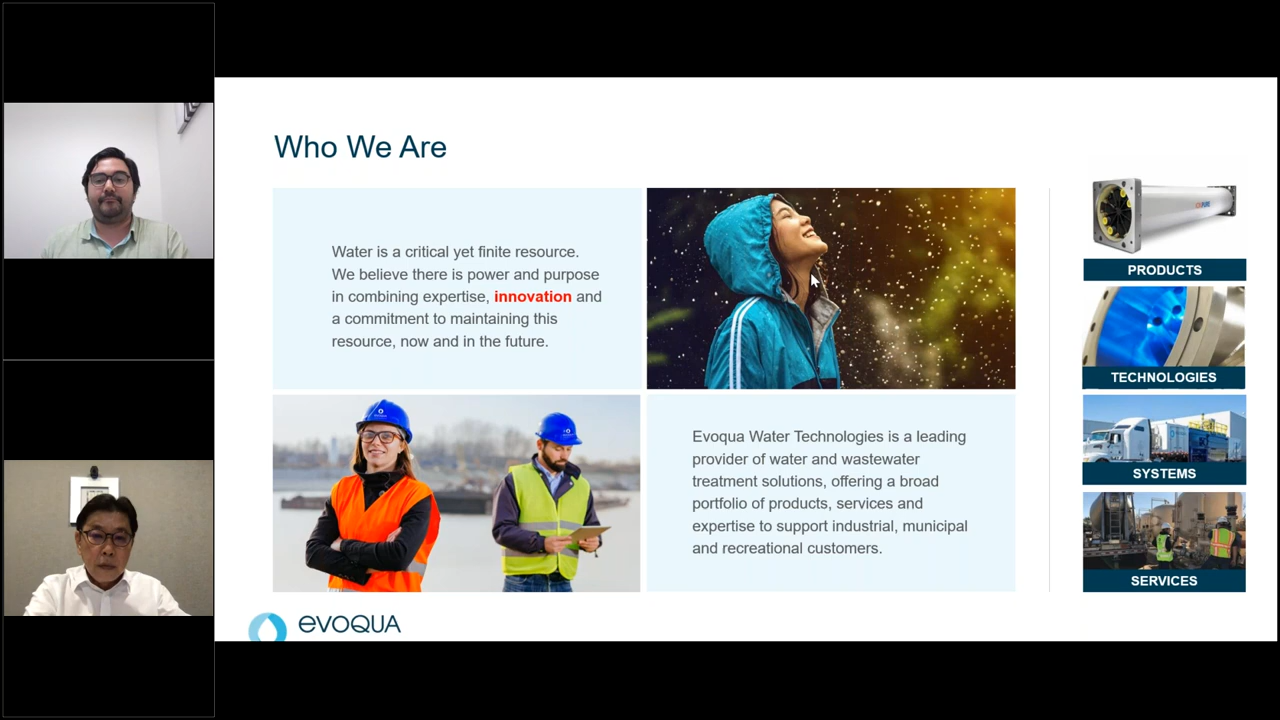 Who We Are
Water is a critical yet finite resource.
We believe there is power and purpose
in combining expertise, innovation and
a commitment to maintaining this
resource, now and in the future.
Evoqua Water Technologies is a leading
provider of water and wastewater
treatment solutions, offering a broad
portfolio of products, services and
expertise to support industrial, municipal
and recreational customers.
PRODUCTS
TECHNOLOGIES
SYSTEMS
SERVICES
evoQUA